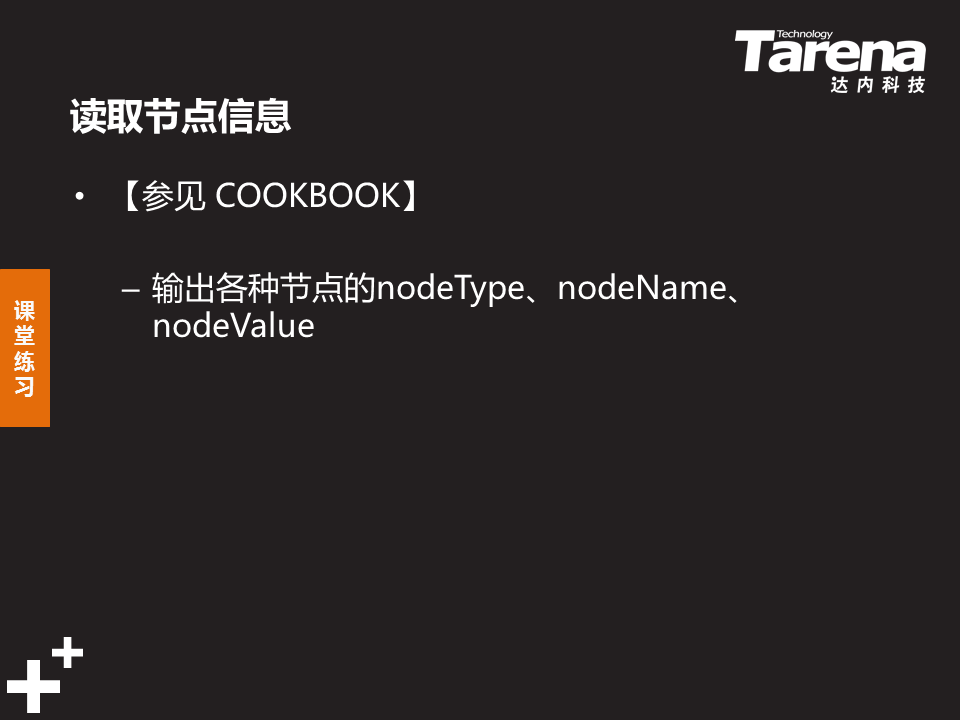 Technology
Tarena
达内科技
读取节点信息
• 【参见 COOKBOOK】
– 输出各种节点的nodeType、nodeName、
nodeValue
课
堂
练
习